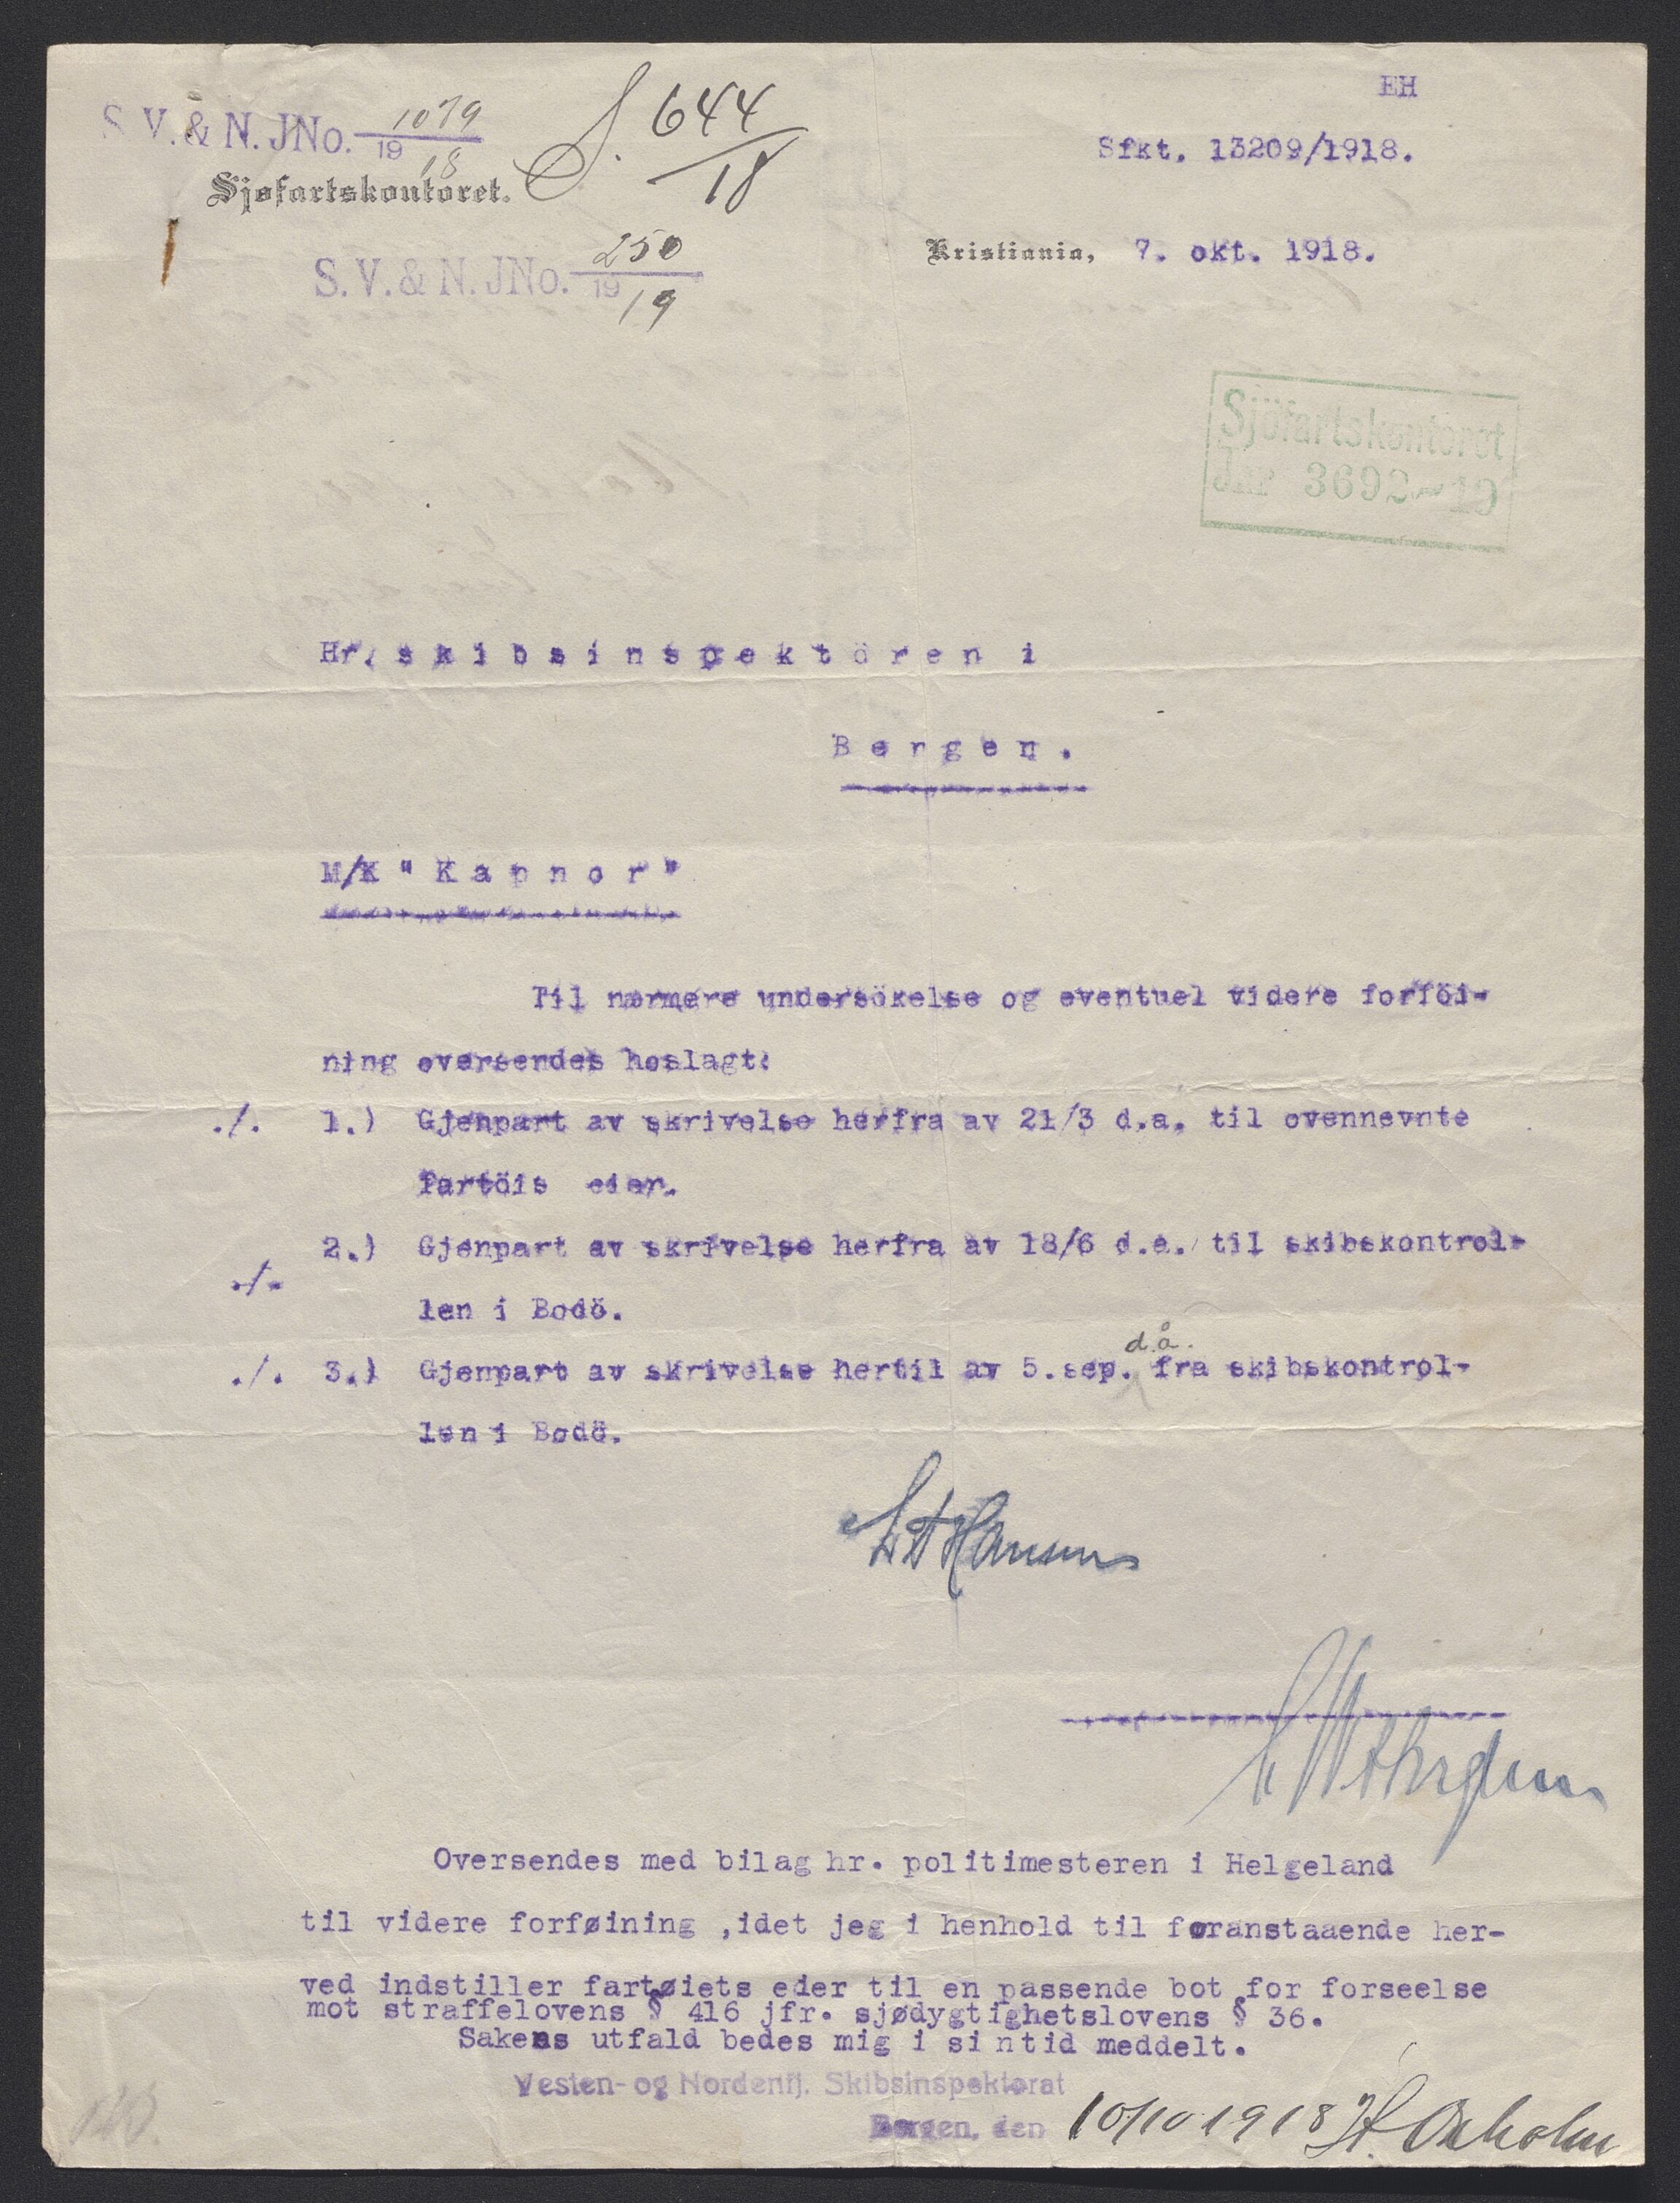 EH
S. V. & N. JNo. 1079
19 18
S. 644
18
Sfkt. 13209/1918.
Sjøfartskontoret.
Kristiania, 7. okt. 1918.
S. V. & N. JNo. 250
19 19
Sjöfartskontoret
Jnr 3692-19
Hr. skibsinspektören i
Bergen.
M/K "Kapnor"
Til nærmere undersökelse og eventuel videre forföi-
ning oversendes hoslagt:
./. 1.) Gjenpart av skrivelse herfra av 21/3 d.a. til ovennevnte
fartöis eier.
2.) Gjenpart av skrivelse herfra av 18/6 d.a. til skibskontrol-
./.
len i Bodö.
d.å.
./. 3.) Gjenpart av skrivelse hertil av 5.sep. fra skibskontrol-
len i Bodö.
Hansen
Oversendes med bilag hr. politimesteren i Helgeland
til videre forføining ,idet jeg i henhold til foranstaaende her-
ved indstiller fartøiets eier til en passende bot for forseelse
mot straffelovens § 416 jfr. sjødygtighetslovens § 36.
Sakens utfald bedes mig i sin tid meddelt.
Vesten- og Nordenfj. Skibsinspektorat
Bergen, den 10/10 1918 H.